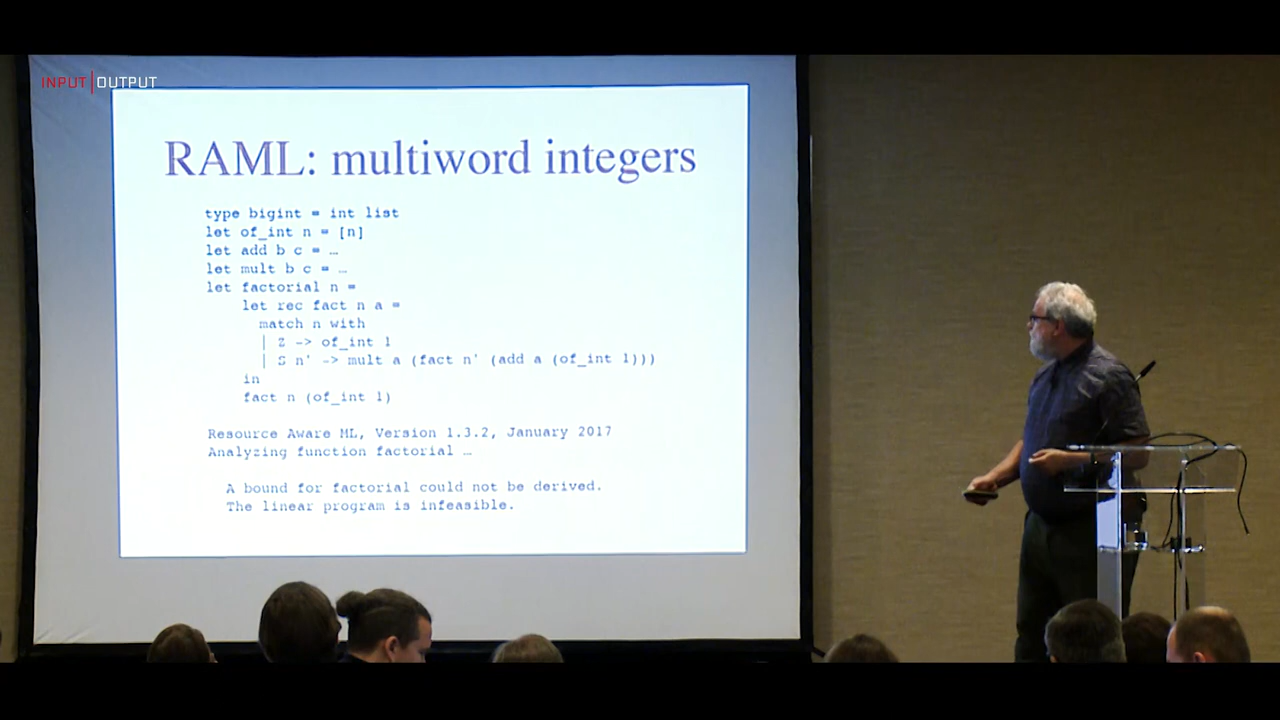 INPUT|OUTPUT
RAML: multiword integers
type bigint = int list
let of_int n = [n]
let add b c = …
let mult b c = …
let factorial n =
let rec fact n a =
match n with
| Z -> of_int 1
| S n' -> mult a (fact n' (add a (of_int 1)))
in
fact n (of_int 1)
Resource Aware ML, Version 1.3.2, January 2017
Analyzing function factorial …
A bound for factorial could not be derived.
The linear program is infeasible.